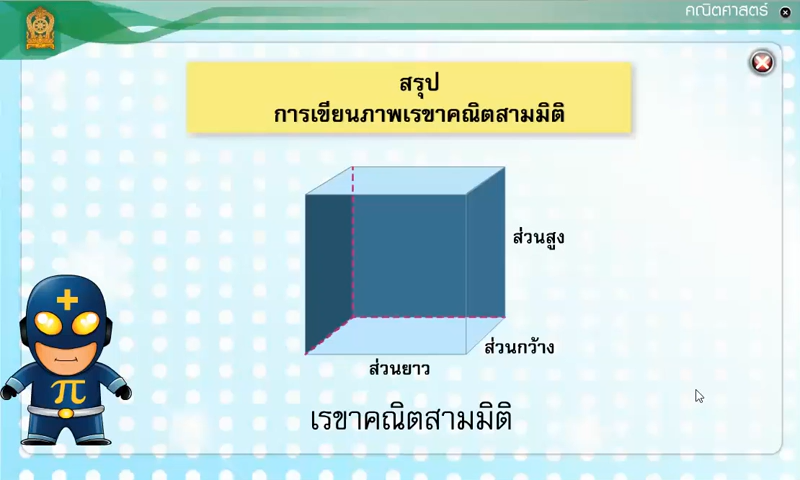 คณิตศาสตร์
สรุป
การเขียนภาพเรขาคณิตสามมิติ
ส่วนสูง
ส่วนกว้าง
ส่วนยาว
เรขาคณิตสามมิติ
+
π